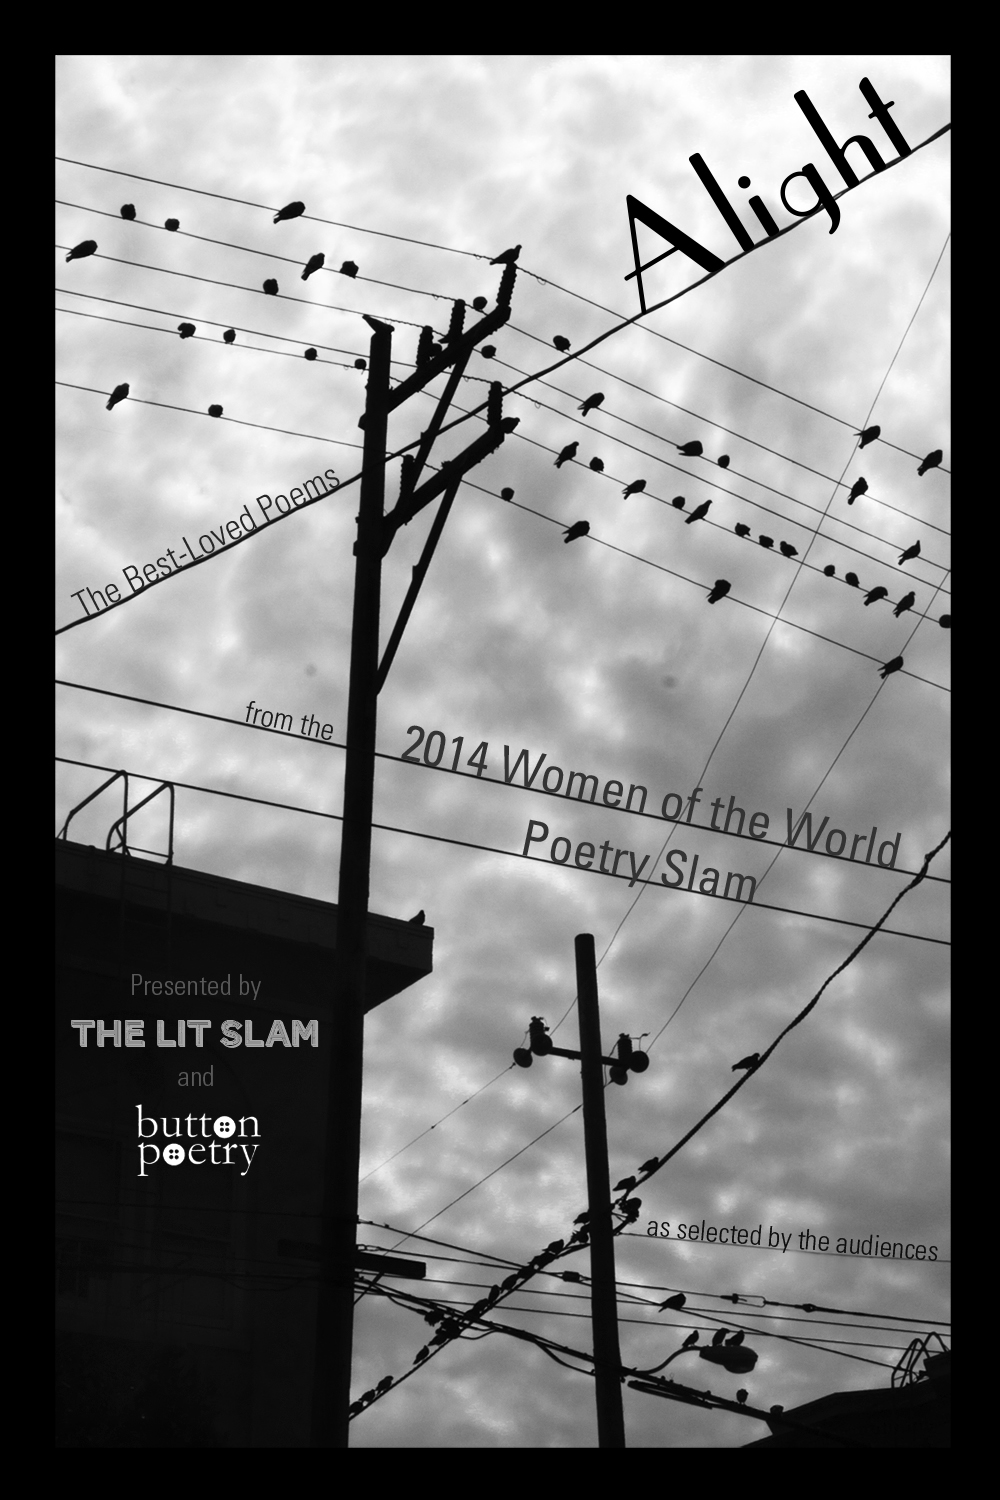 Alight
The Best-Loved Poems
from the
2014 Women of the World
Poetry Slam
Presented by
THE LIT SLAM
and
button
poetry
as selected by the audiences